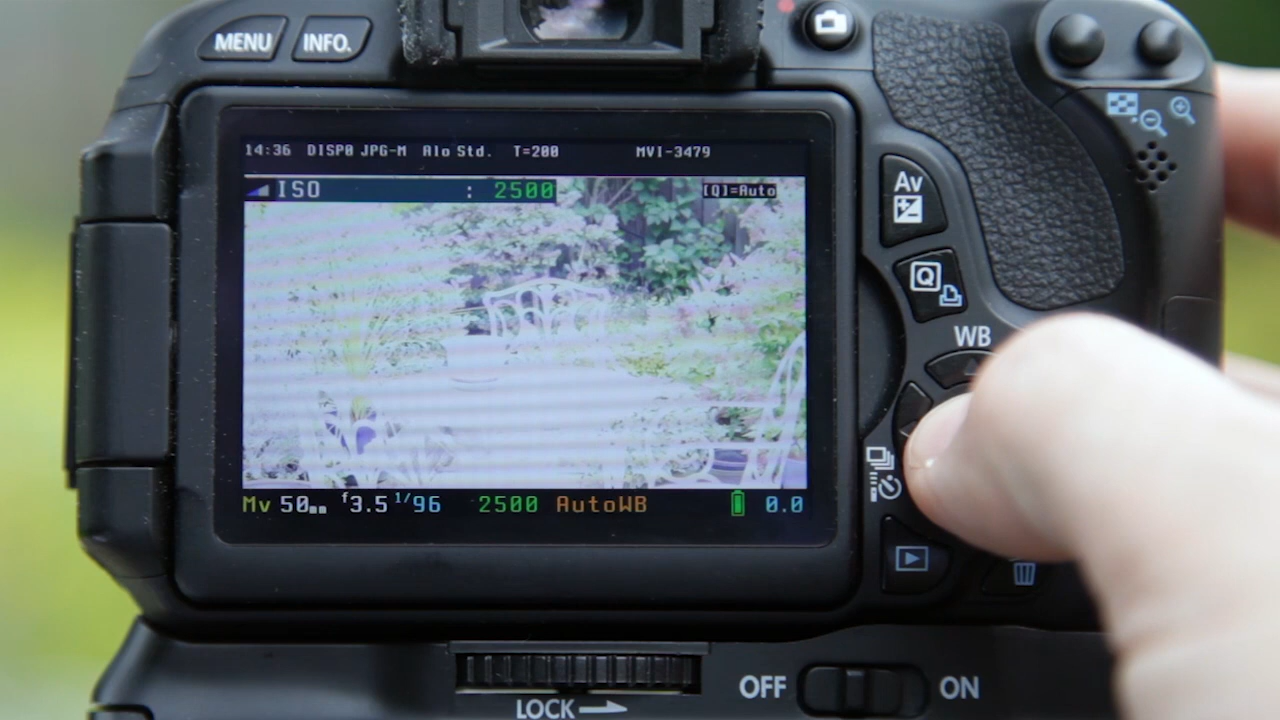 MENU INFO.
14:36 DISP0 JPG-M Alo Std. T=200 MVI-3479
ISO : 2500 [Q]=Auto
Av
Q
WB
Mv 50mm f3.5 1/96 2500 AutoWB 0.0
OFF ON
LOCK